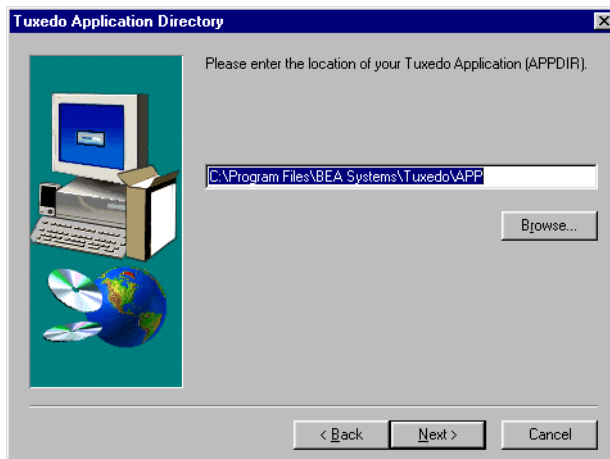 Tuxedo Application Directory
Please enter the location of your Tuxedo Application (APPDIR).
C:\Program Files\BEA Systems\Tuxedo\APP
Browse...
< Back
Next >
Cancel